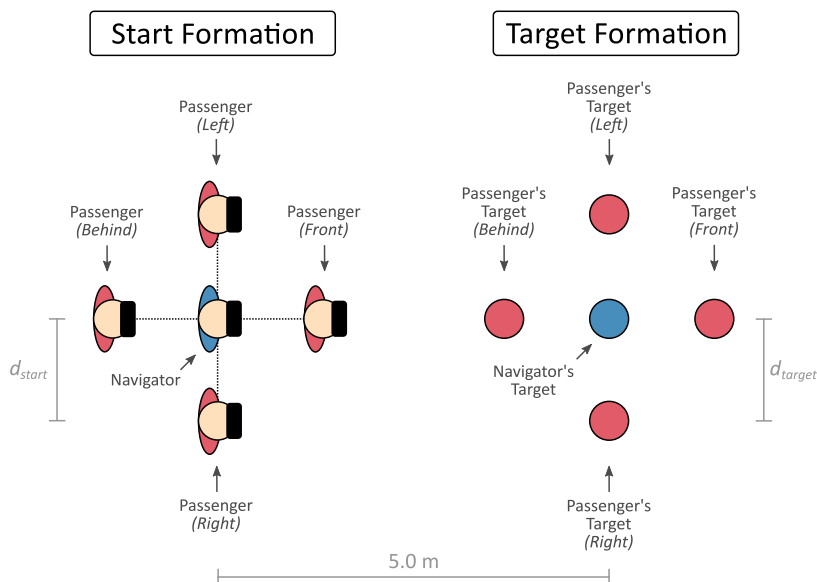 Start Formation
Target Formation
Passenger
(Left)
Passenger's
Target
(Left)
Passenger
(Behind)
Passenger
(Front)
Passenger's
Target
(Behind)
Passenger's
Target
(Front)
d_start
Navigator
Navigator's
Target
d_target
Passenger
(Right)
Passenger's
Target
(Right)
5.0 m